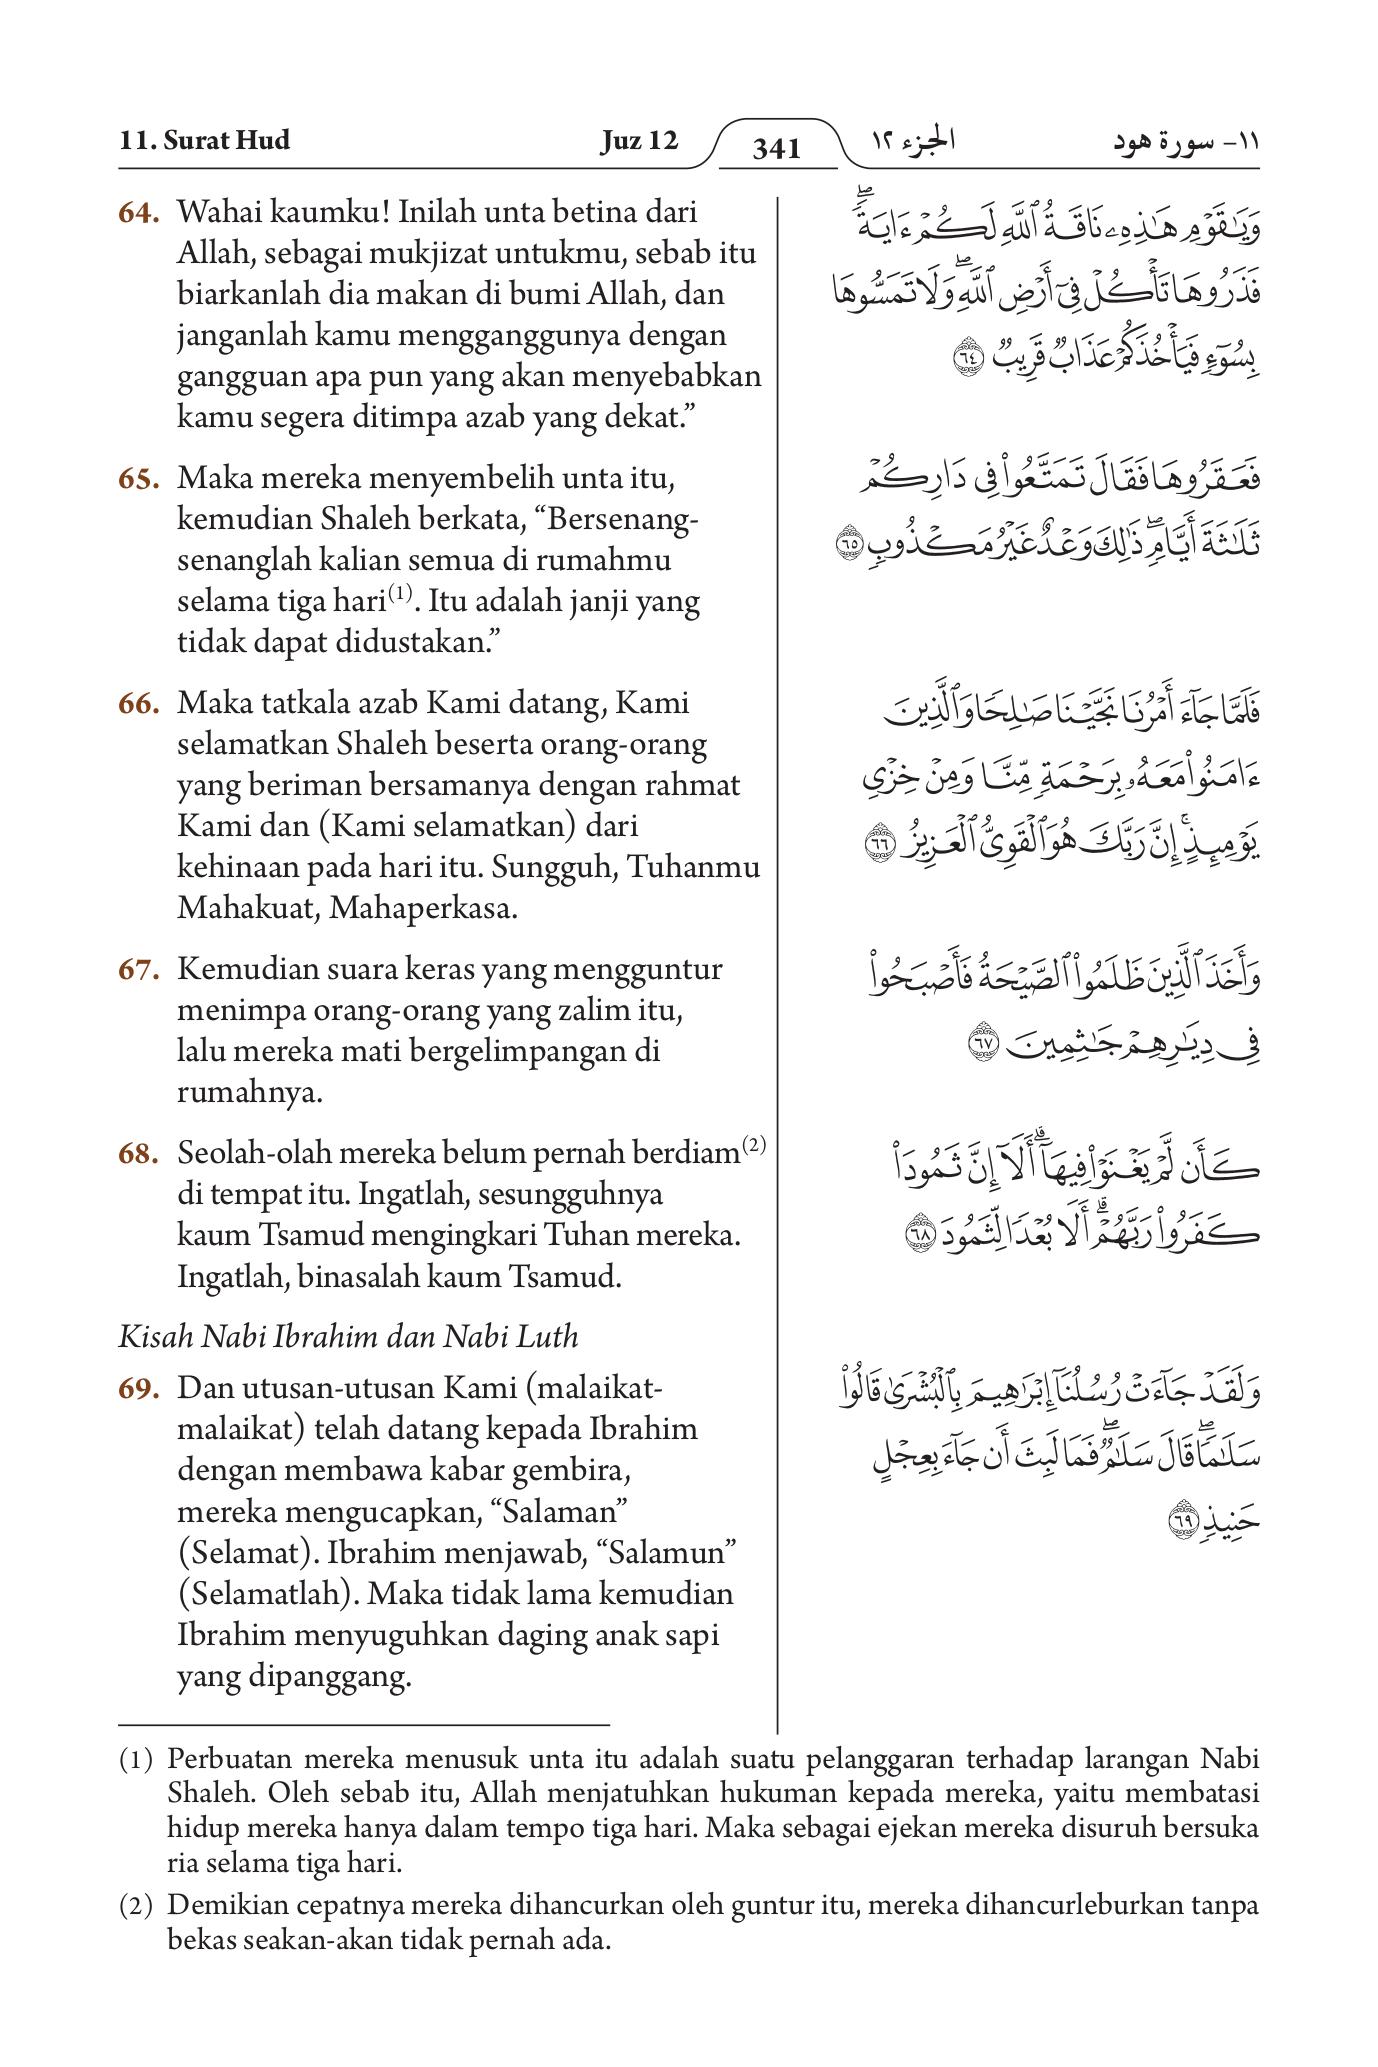 11. Surat Hud
Juz 12
341
الجزء ١٢
١١- سورة هود
64. Wahai kaumku! Inilah unta betina dari
Allah, sebagai mukjizat untukmu, sebab itu
biarkanlah dia makan di bumi Allah, dan
janganlah kamu mengganggunya dengan
gangguan apa pun yang akan menyebabkan
kamu segera ditimpa azab yang dekat.”
65. Maka mereka menyembelih unta itu,
kemudian Shaleh berkata, “Bersenang-
senanglah kalian semua di rumahmu
selama tiga hari(1). Itu adalah janji yang
tidak dapat didustakan.”
66. Maka tatkala azab Kami datang, Kami
selamatkan Shaleh beserta orang-orang
yang beriman bersamanya dengan rahmat
Kami dan (Kami selamatkan) dari
kehinaan pada hari itu. Sungguh, Tuhanmu
Mahakuat, Mahaperkasa.
67. Kemudian suara keras yang mengguntur
menimpa orang-orang yang zalim itu,
lalu mereka mati bergelimpangan di
rumahnya.
68. Seolah-olah mereka belum pernah berdiam(2)
di tempat itu. Ingatlah, sesungguhnya
kaum Tsamud mengingkari Tuhan mereka.
Ingatlah, binasalah kaum Tsamud.
Kisah Nabi Ibrahim dan Nabi Luth
69. Dan utusan-utusan Kami (malaikat-
malaikat) telah datang kepada Ibrahim
dengan membawa kabar gembira,
mereka mengucapkan, “Salaman”
(Selamat). Ibrahim menjawab, “Salamun”
(Selamatlah). Maka tidak lama kemudian
Ibrahim menyuguhkan daging anak sapi
yang dipanggang.
وَيَٰقَوْمِ هَٰذِهِۦ نَاقَةُ ٱللَّهِ لَكُمْ ءَايَةًۖ
فَذَرُوهَا تَأْكُلْ فِىٓ أَرْضِ ٱللَّهِۖ وَلَا تَمَسُّوهَا
بِسُوٓءٍ فَيَأْخُذَكُمْ عَذَابٌ قَرِيبٌ ٦٤
فَعَقَرُوهَا فَقَالَ تَمَتَّعُوا۟ فِى دَارِكُمْ
ثَلَٰثَةَ أَيَّامٍۖ ذَٰلِكَ وَعْدٌ غَيْرُ مَكْذُوبٍ ٦٥
فَلَمَّا جَآءَ أَمْرُنَا نَجَّيْنَا صَٰلِحًا وَٱلَّذِينَ
ءَامَنُوا۟ مَعَهُۥ بِرَحْمَةٍ مِّنَّا وَمِنْ خِزْىِ
يَوْمِئِذٍۚ إِنَّ رَبَّكَ هُوَ ٱلْقَوِىُّ ٱلْعَزِيزُ ٦٦
وَأَخَذَ ٱلَّذِينَ ظَلَمُوا۟ ٱلصَّيْحَةُ فَأَصْبَحُوا۟
فِى دِيَٰرِهِمْ جَٰثِمِينَ ٦٧
كَأَن لَّمْ يَغْنَوْا۟ فِيهَآۗ أَلَآ إِنَّ ثَمُودَا۟
كَفَرُوا۟ رَبَّهُمْۗ أَلَا بُعْدًا لِّثَمُودَ ٦٨
وَلَقَدْ جَآءَتْ رُسُلُنَآ إِبْرَٰهِيمَ بِٱلْبُشْرَىٰ قَالُوا۟
سَلَٰمًاۖ قَالَ سَلَٰمٌۖ فَمَا لَبِثَ أَن جَآءَ بِعِجْلٍ
حَنِيذٍ ٦٩
(1) Perbuatan mereka menusuk unta itu adalah suatu pelanggaran terhadap larangan Nabi
Shaleh. Oleh sebab itu, Allah menjatuhkan hukuman kepada mereka, yaitu membatasi
hidup mereka hanya dalam tempo tiga hari. Maka sebagai ejekan mereka disuruh bersuka
ria selama tiga hari.
(2) Demikian cepatnya mereka dihancurkan oleh guntur itu, mereka dihancurleburkan tanpa
bekas seakan-akan tidak pernah ada.